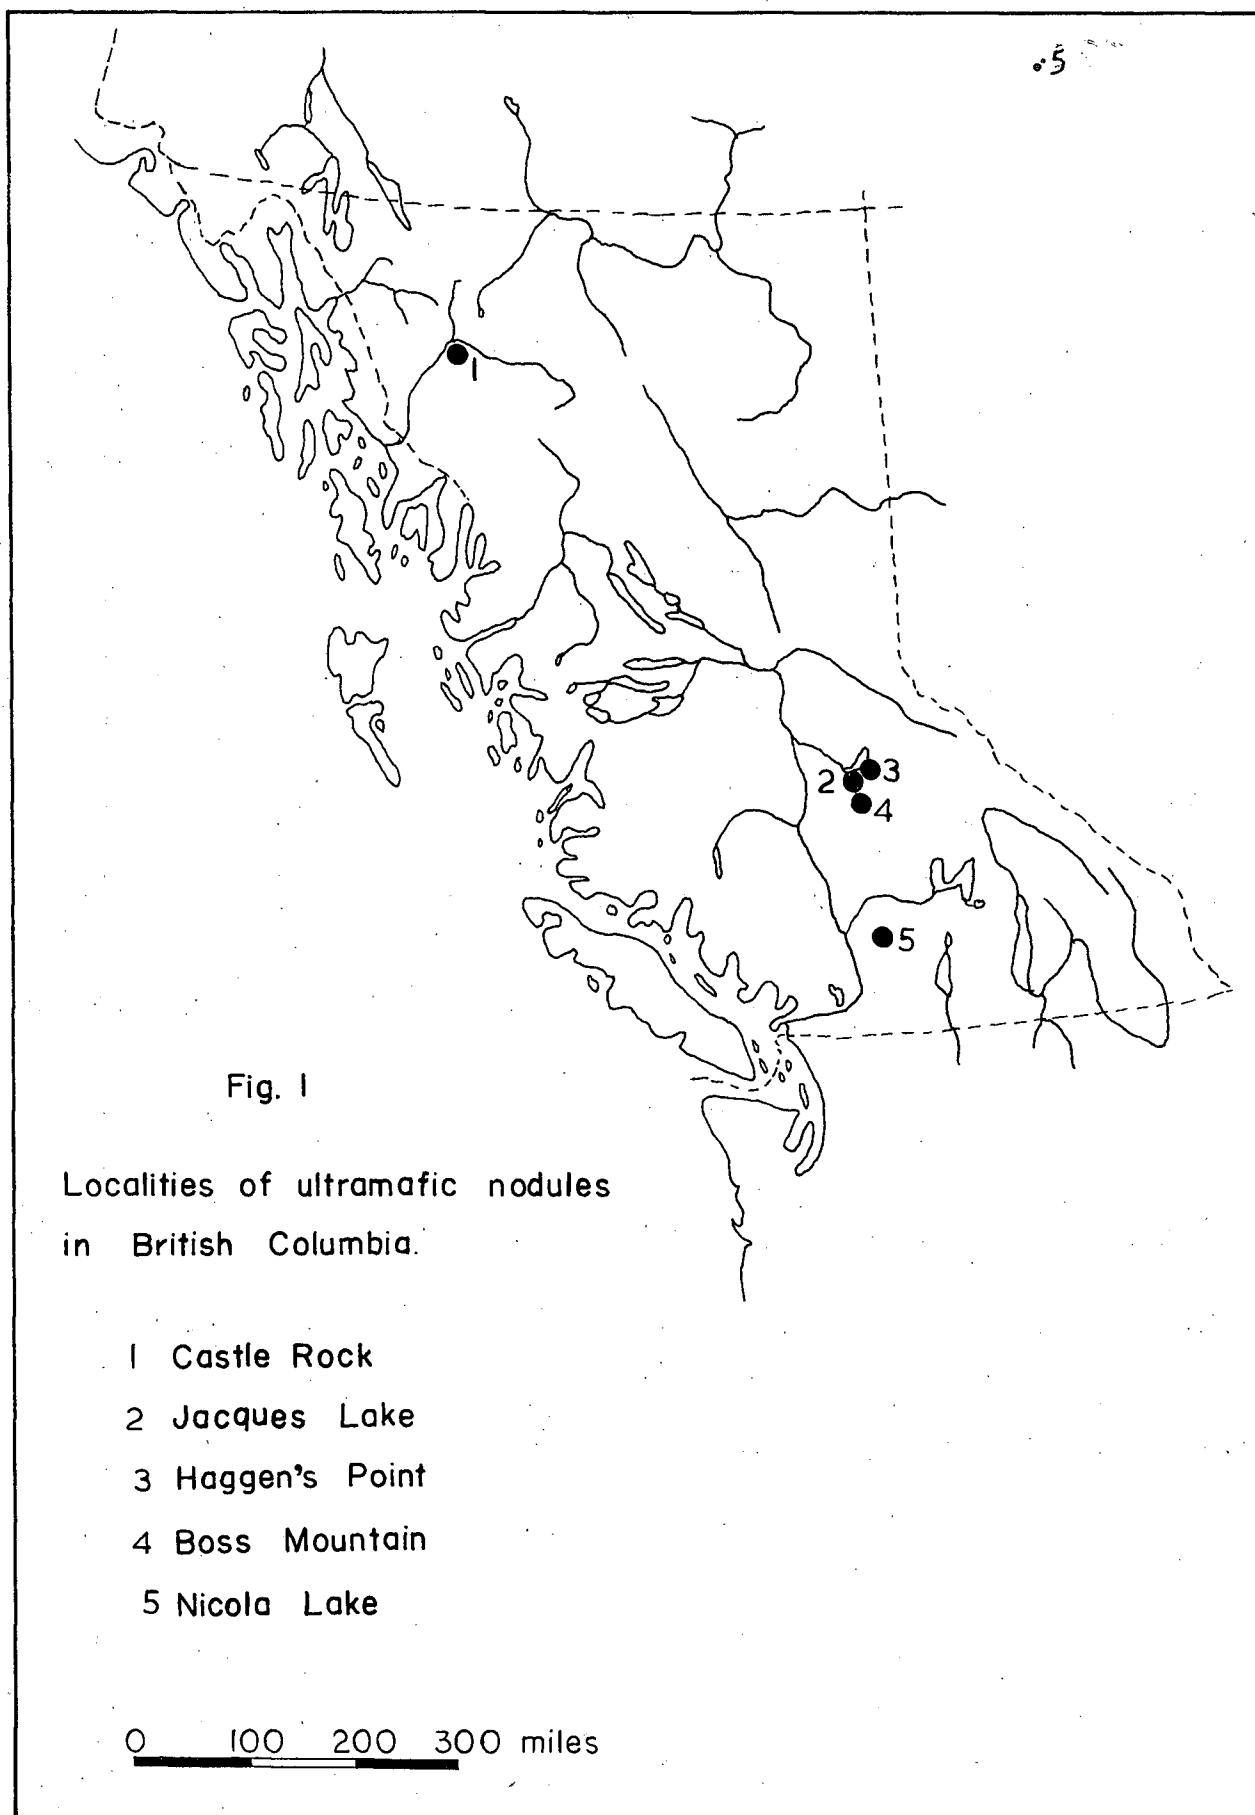 .5
1
3
2
4
5
Fig. 1
Localities of ultramafic nodules
in British Columbia.
1 Castle Rock
2 Jacques Lake
3 Haggen's Point
4 Boss Mountain
5 Nicola Lake
0 100 200 300 miles